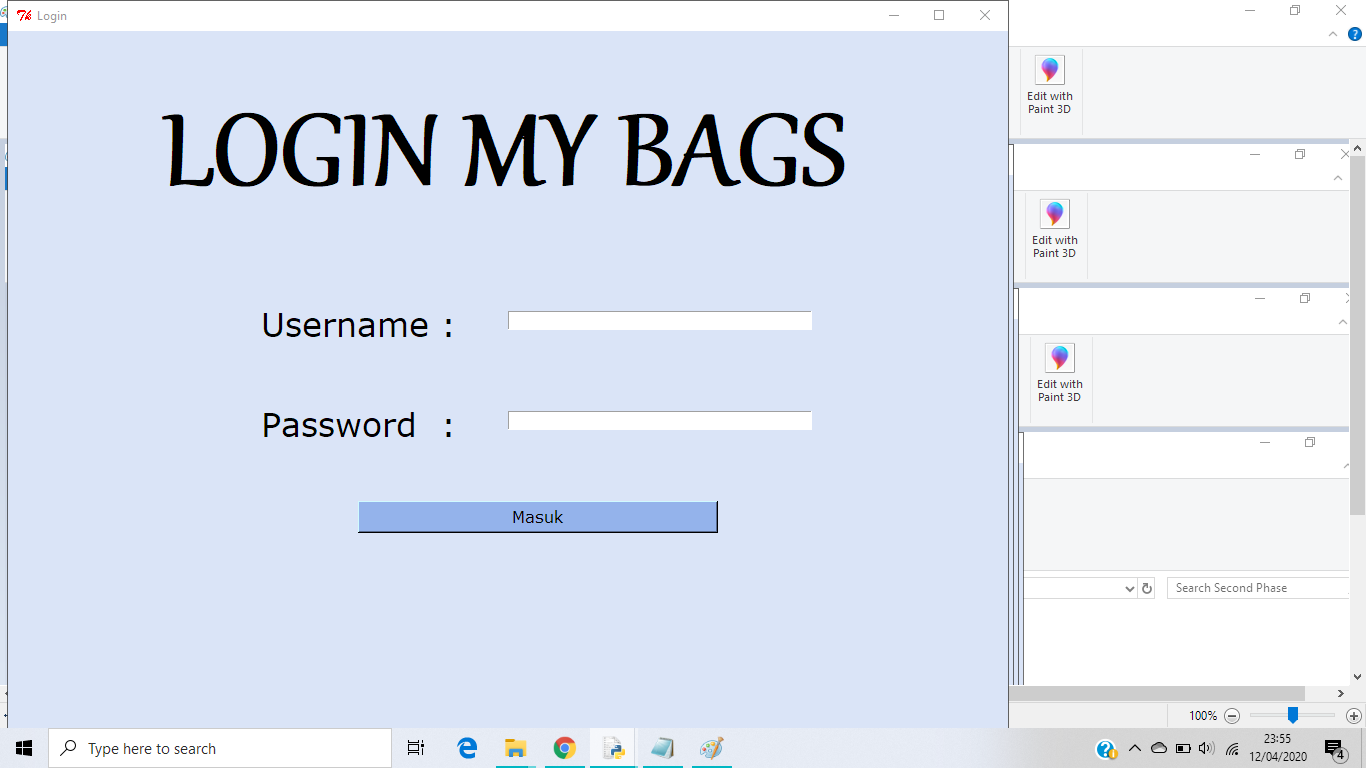 Login
LOGIN MY BAGS
Username :
Password :
Masuk
Edit with
Paint 3D
Edit with
Paint 3D
Edit with
Paint 3D
Search Second Phase
100%
Type here to search
23:55
12/04/2020
4